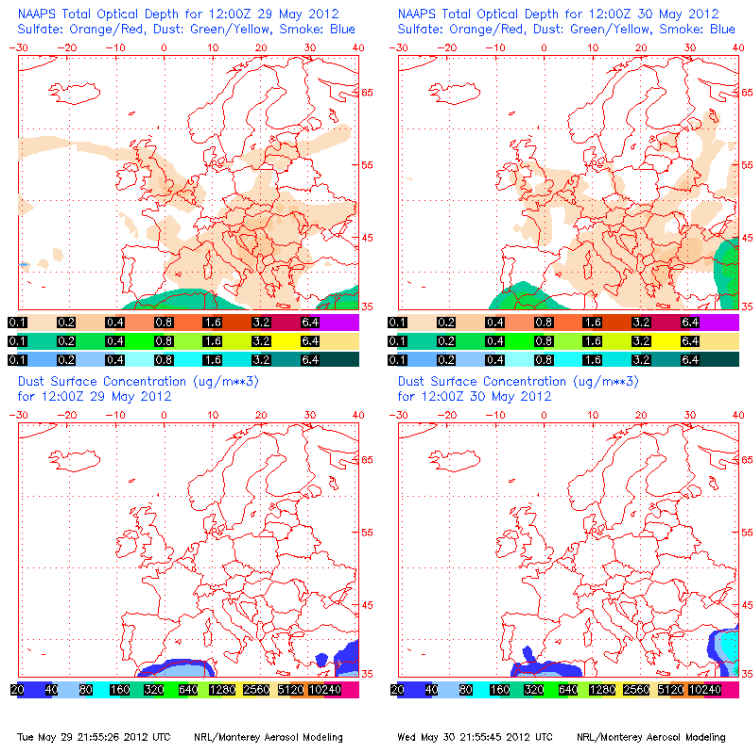 NAAPS Total Optical Depth for 12:00Z 29 May 2012
Sulfate: Orange/Red, Dust: Green/Yellow, Smoke: Blue
-30 -20 -10 0 10 20 30 40
65
55
45
35
0.1 0.2 0.4 0.8 1.6 3.2 6.4
0.1 0.2 0.4 0.8 1.6 3.2 6.4
0.1 0.2 0.4 0.8 1.6 3.2 6.4
NAAPS Total Optical Depth for 12:00Z 30 May 2012
Sulfate: Orange/Red, Dust: Green/Yellow, Smoke: Blue
-30 -20 -10 0 10 20 30 40
65
55
45
35
0.1 0.2 0.4 0.8 1.6 3.2 6.4
0.1 0.2 0.4 0.8 1.6 3.2 6.4
0.1 0.2 0.4 0.8 1.6 3.2 6.4
Dust Surface Concentration (ug/m**3)
for 12:00Z 29 May 2012
-30 -20 -10 0 10 20 30 40
65
55
45
35
20 40 80 160 320 640 1280 2560 5120 10240
Tue May 29 21:55:26 2012 UTC NRL/Monterey Aerosol Modeling
Dust Surface Concentration (ug/m**3)
for 12:00Z 30 May 2012
-30 -20 -10 0 10 20 30 40
65
55
45
35
20 40 80 160 320 640 1280 2560 5120 10240
Wed May 30 21:55:45 2012 UTC NRL/Monterey Aerosol Modeling